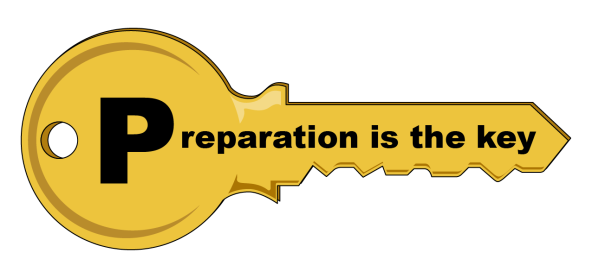 Preparation is the key